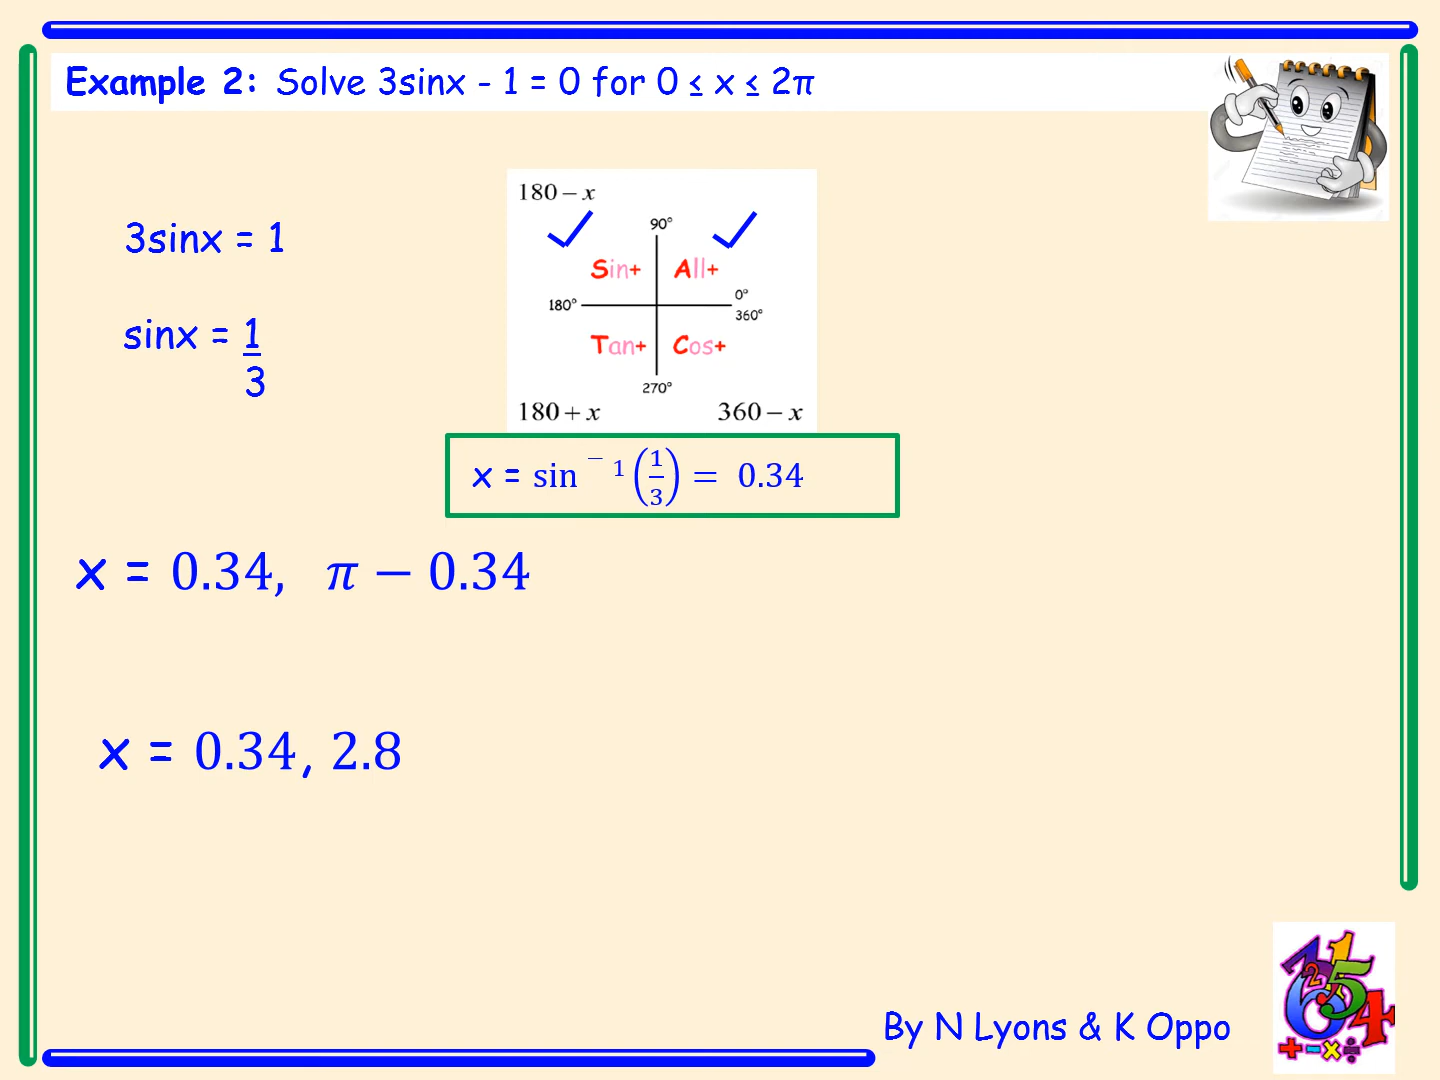 Example 2: Solve 3sinx - 1 = 0 for 0 ≤ x ≤ 2π
180 − x
90°
3sinx = 1
Sin+ All+
180° 0°
360°
sinx = 1
3
Tan+ Cos+
270°
180 + x 360 − x
x = sin ⁻ ¹ (1/3) = 0.34
x = 0.34, π − 0.34
x = 0.34, 2.8
By N Lyons & K Oppo